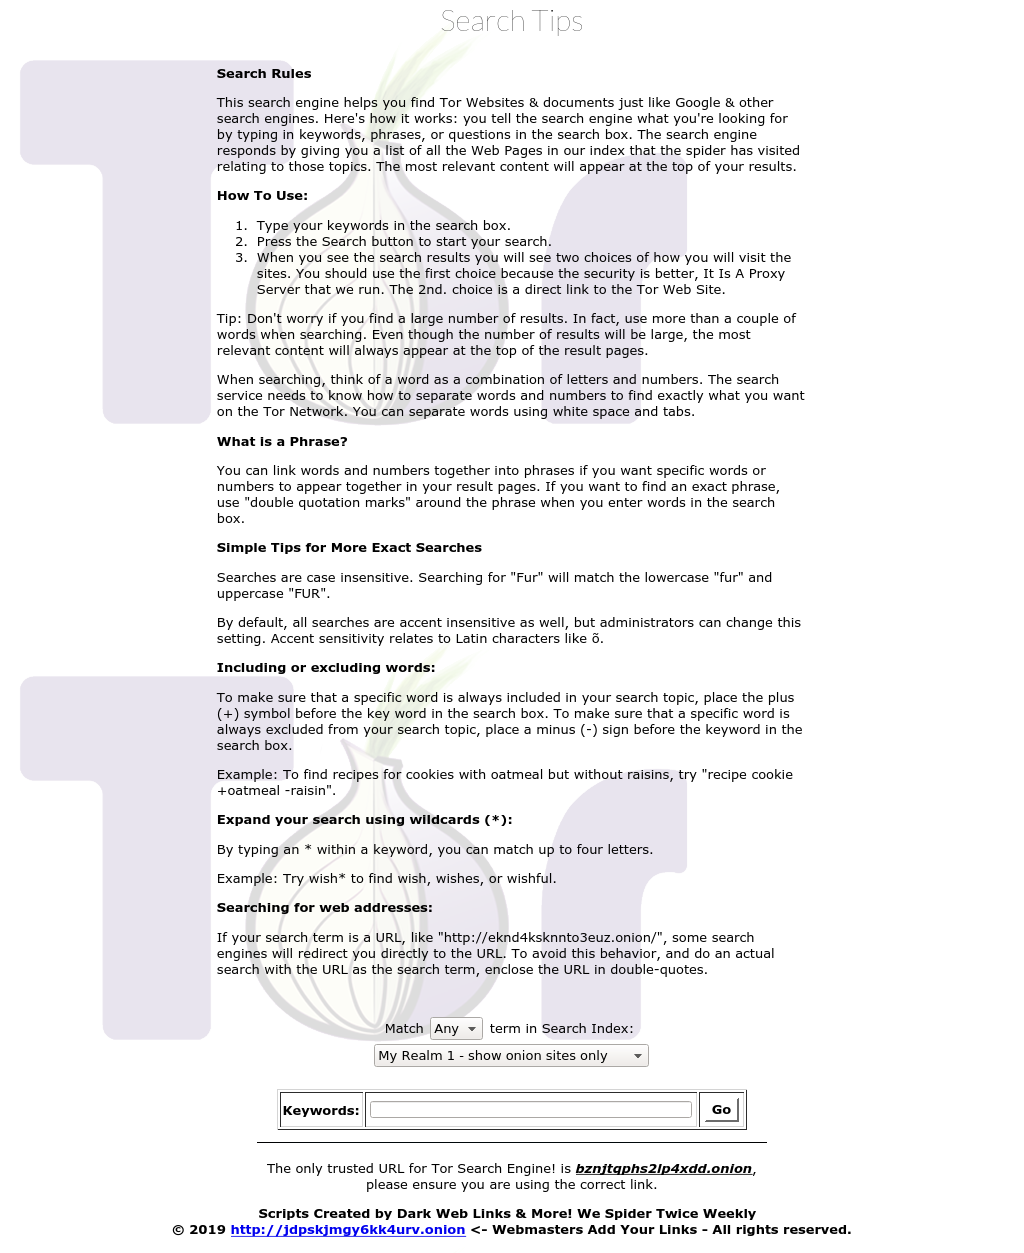 Search Tips
Search Rules
This search engine helps you find Tor Websites & documents just like Google & other
search engines. Here's how it works: you tell the search engine what you're looking for
by typing in keywords, phrases, or questions in the search box. The search engine
responds by giving you a list of all the Web Pages in our index that the spider has visited
relating to those topics. The most relevant content will appear at the top of your results.
How To Use:
1. Type your keywords in the search box.
2. Press the Search button to start your search.
3. When you see the search results you will see two choices of how you will visit the
sites. You should use the first choice because the security is better, It Is A Proxy
Server that we run. The 2nd. choice is a direct link to the Tor Web Site.
Tip: Don't worry if you find a large number of results. In fact, use more than a couple of
words when searching. Even though the number of results will be large, the most
relevant content will always appear at the top of the result pages.
When searching, think of a word as a combination of letters and numbers. The search
service needs to know how to separate words and numbers to find exactly what you want
on the Tor Network. You can separate words using white space and tabs.
What is a Phrase?
You can link words and numbers together into phrases if you want specific words or
numbers to appear together in your result pages. If you want to find an exact phrase,
use "double quotation marks" around the phrase when you enter words in the search
box.
Simple Tips for More Exact Searches
Searches are case insensitive. Searching for "Fur" will match the lowercase "fur" and
uppercase "FUR".
By default, all searches are accent insensitive as well, but administrators can change this
setting. Accent sensitivity relates to Latin characters like õ.
Including or excluding words:
To make sure that a specific word is always included in your search topic, place the plus
(+) symbol before the key word in the search box. To make sure that a specific word is
always excluded from your search topic, place a minus (-) sign before the keyword in the
search box.
Example: To find recipes for cookies with oatmeal but without raisins, try "recipe cookie
+oatmeal -raisin".
Expand your search using wildcards (*):
By typing an * within a keyword, you can match up to four letters.
Example: Try wish* to find wish, wishes, or wishful.
Searching for web addresses:
If your search term is a URL, like "http://eknd4ksknnto3euz.onion/", some search
engines will redirect you directly to the URL. To avoid this behavior, and do an actual
search with the URL as the search term, enclose the URL in double-quotes.
Match Any term in Search Index:
My Realm 1 - show onion sites only
Keywords: Go
The only trusted URL for Tor Search Engine! is bznjtqphs2lp4xdd.onion,
please ensure you are using the correct link.
Scripts Created by Dark Web Links & More! We Spider Twice Weekly
© 2019 http://jdpskjmgy6kk4urv.onion <- Webmasters Add Your Links - All rights reserved.